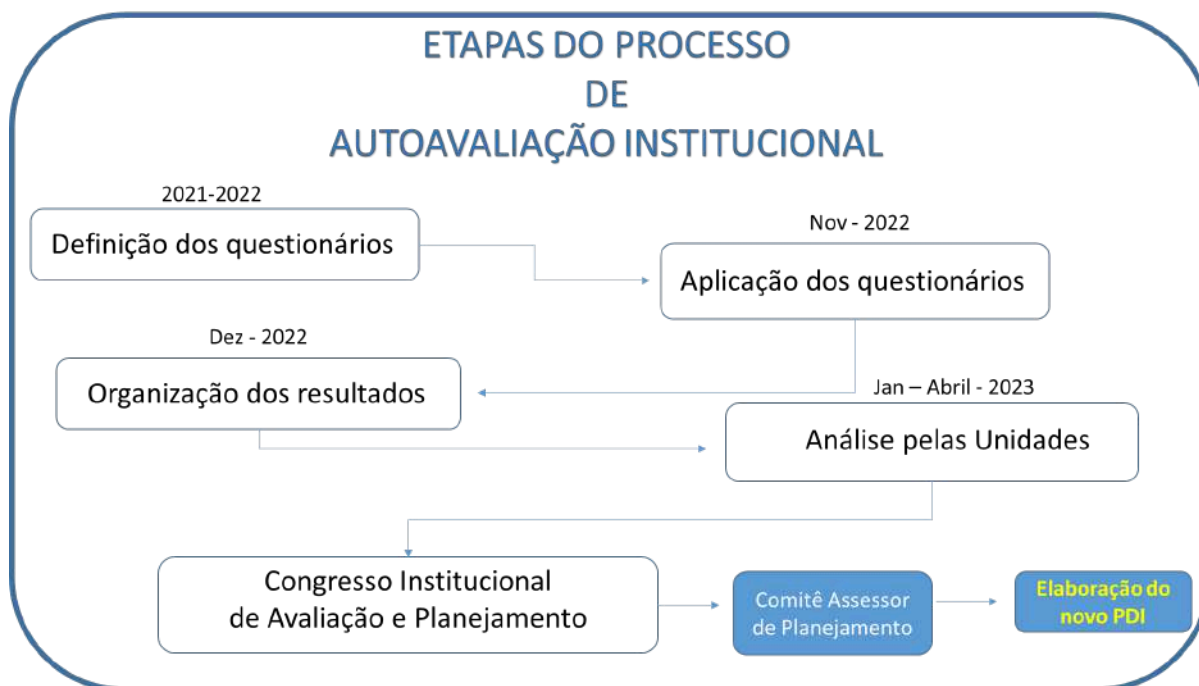 ETAPAS DO PROCESSO
DE
AUTOAVALIAÇÃO INSTITUCIONAL
2021-2022
Definição dos questionários
Nov - 2022
Aplicação dos questionários
Dez - 2022
Organização dos resultados
Jan – Abril - 2023
Análise pelas Unidades
Congresso Institucional
de Avaliação e Planejamento
Comitê Assessor
de Planejamento
Elaboração do
novo PDI